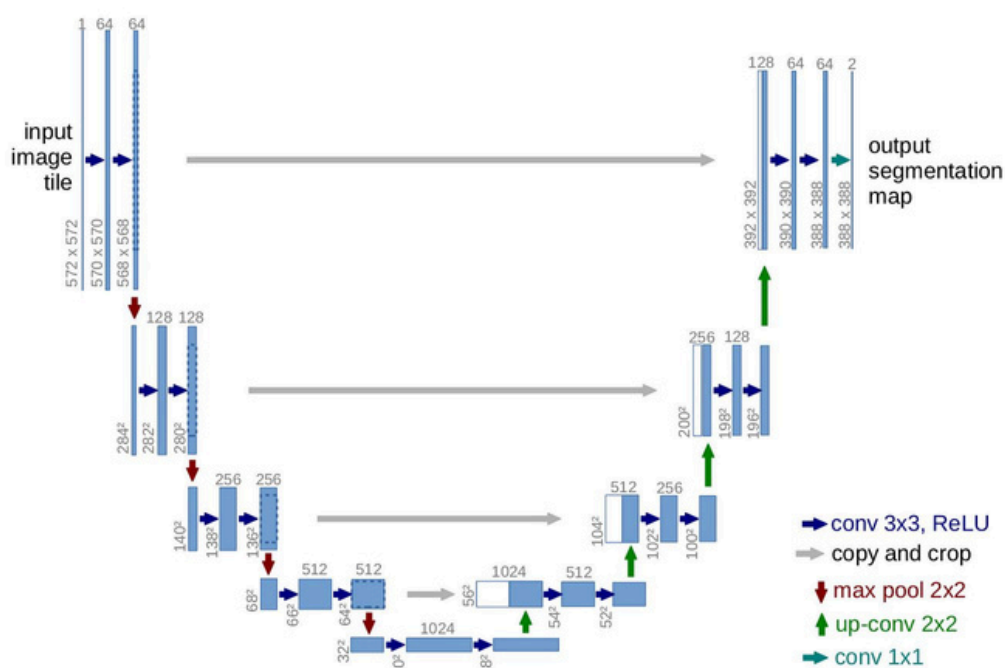 1 64 64
input
image
tile
572 x 572
570 x 570
568 x 568
128 64 64 2
output
segmentation
map
392 x 392
390 x 390
388 x 388
388 x 388
128 128
284²
282²
280²
256 128
200²
198²
196²
256 256
140²
138²
136²
512 256
104²
102²
100²
512 512
68²
66²
64²
1024 512
56²
54²
52²
1024
32²
0²
8²
conv 3x3, ReLU
copy and crop
max pool 2x2
up-conv 2x2
conv 1x1